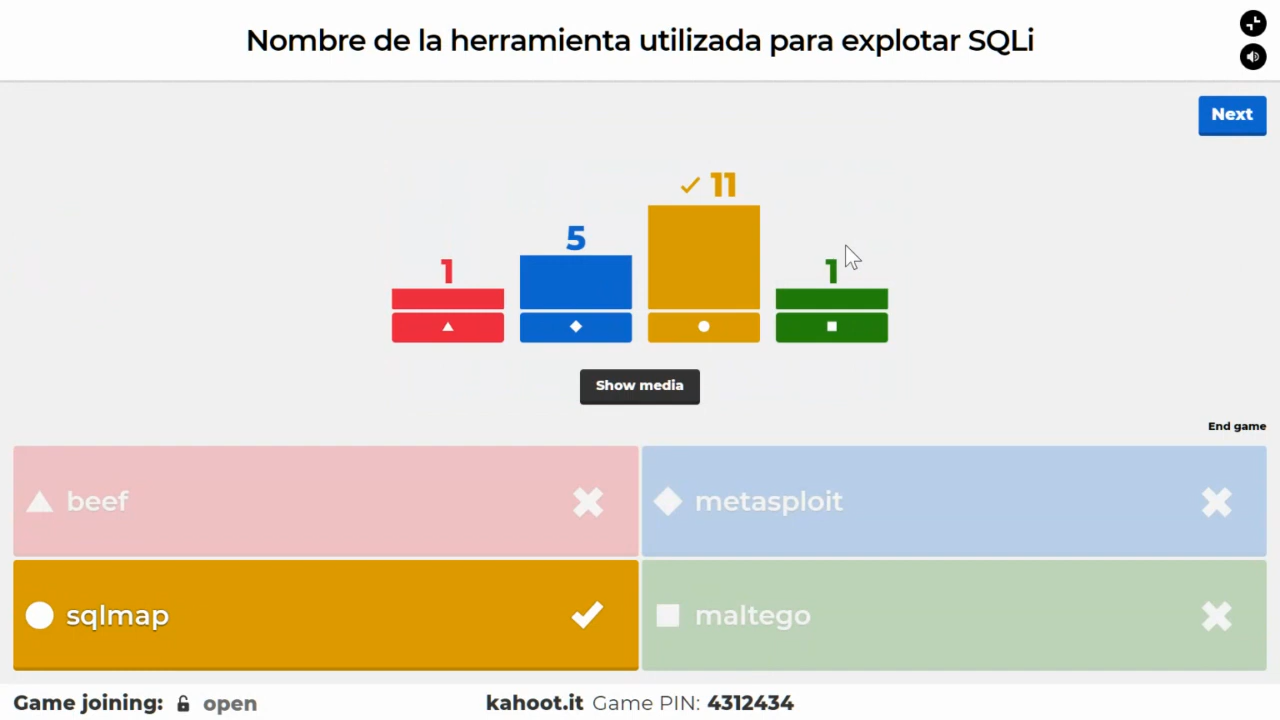 Nombre de la herramienta utilizada para explotar SQLi
Next
11
5
1
1
Show media
End game
beef
metasploit
sqlmap
maltego
Game joining: open
kahoot.it Game PIN: 4312434